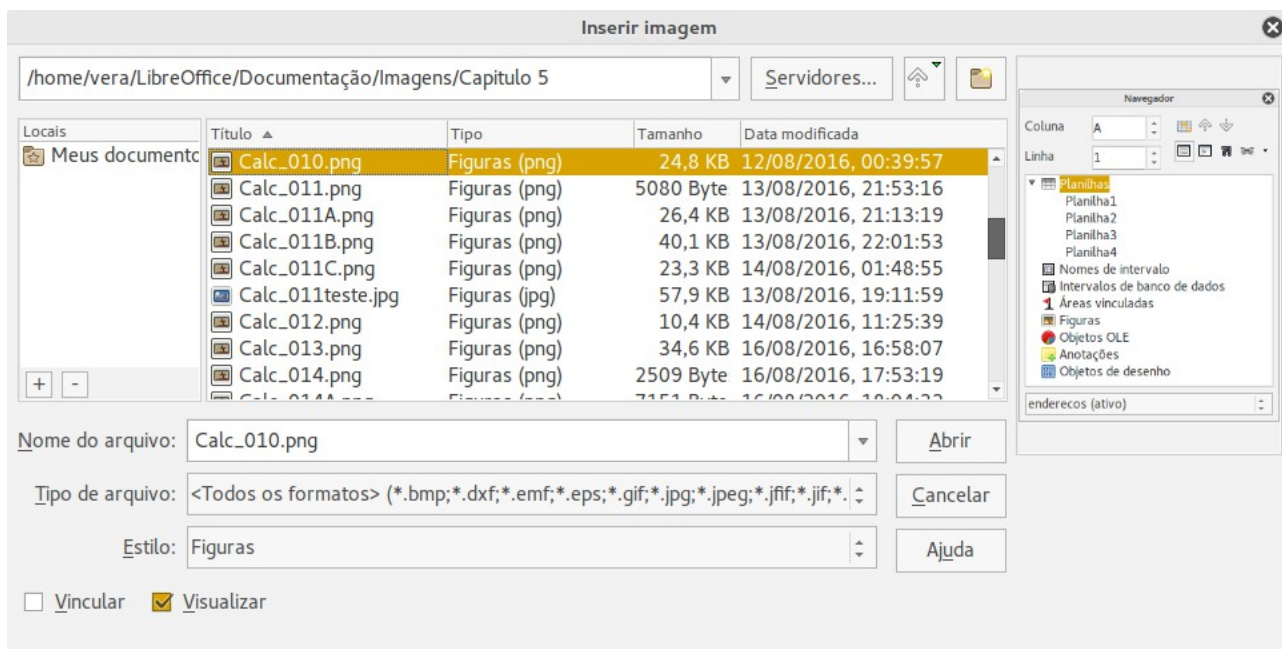 Inserir imagem
/home/vera/LibreOffice/Documentação/Imagens/Capitulo 5
Servidores...
Locais
Meus documento
Título Tipo Tamanho Data modificada
Calc_010.png Figuras (png) 24,8 KB 12/08/2016, 00:39:57
Calc_011.png Figuras (png) 5080 Byte 13/08/2016, 21:53:16
Calc_011A.png Figuras (png) 26,4 KB 13/08/2016, 21:13:19
Calc_011B.png Figuras (png) 40,1 KB 13/08/2016, 22:01:53
Calc_011C.png Figuras (png) 23,3 KB 14/08/2016, 01:48:55
Calc_011teste.jpg Figuras (jpg) 57,9 KB 13/08/2016, 19:11:59
Calc_012.png Figuras (png) 10,4 KB 14/08/2016, 11:25:39
Calc_013.png Figuras (png) 34,6 KB 16/08/2016, 16:58:07
Calc_014.png Figuras (png) 2509 Byte 16/08/2016, 17:53:19
+ -
Navegador
Coluna A
Linha 1
Planilhas
Planilha1
Planilha2
Planilha3
Planilha4
Nomes de intervalo
Intervalos de banco de dados
Áreas vinculadas
Figuras
Objetos OLE
Anotações
Objetos de desenho
enderecos (ativo)
Nome do arquivo: Calc_010.png Abrir
Tipo de arquivo: <Todos os formatos> (*.bmp;*.dxf;*.emf;*.eps;*.gif;*.jpg;*.jpeg;*.jfif;*.jif;*. Cancelar
Estilo: Figuras Ajuda
Vincular Visualizar